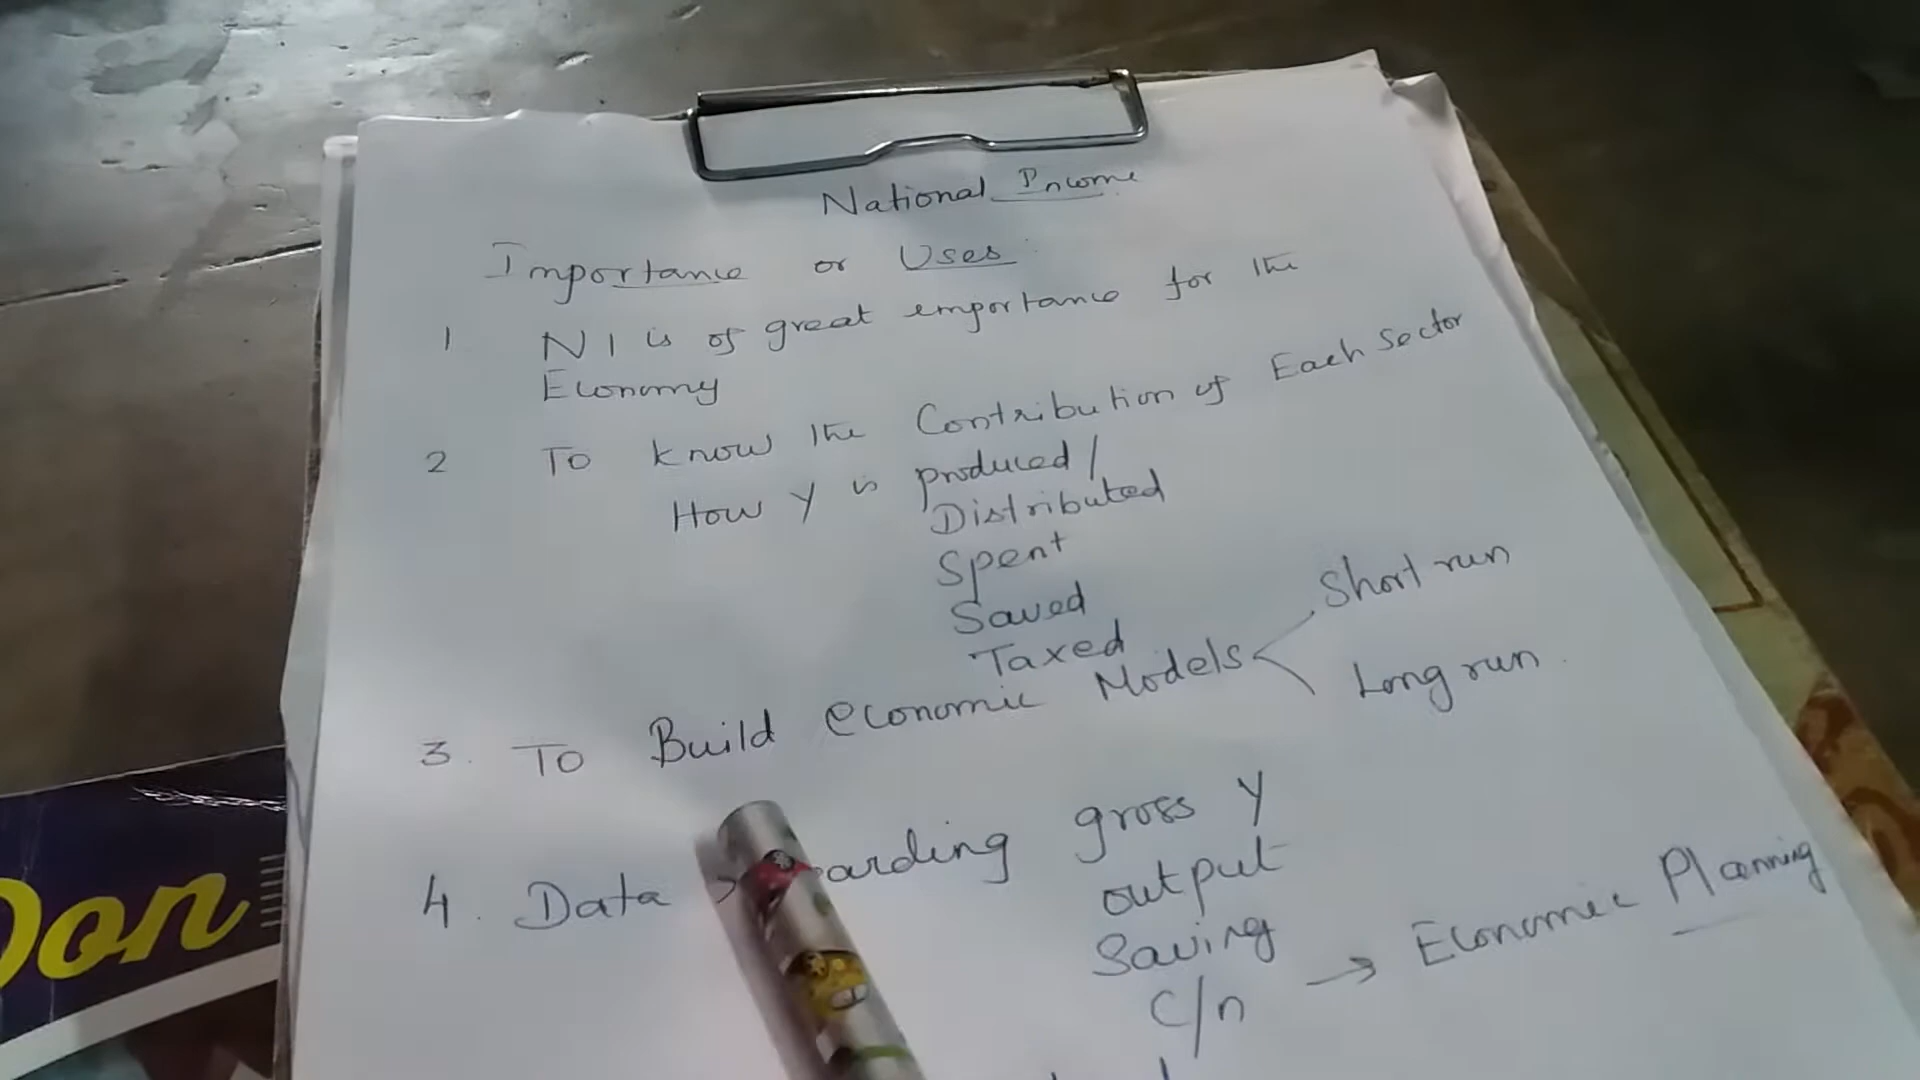 National Income
Importance or Uses
1 NI is of great emportance for the
Economy
2 To know the Contribution of Each Sector
How Y is produced/
Distributed
Spent
Saved
Taxed
3. To Build economic Models
Short run
Long run
4. Data arding gross Y
output
Saving
C/n → Economic Planning
Don